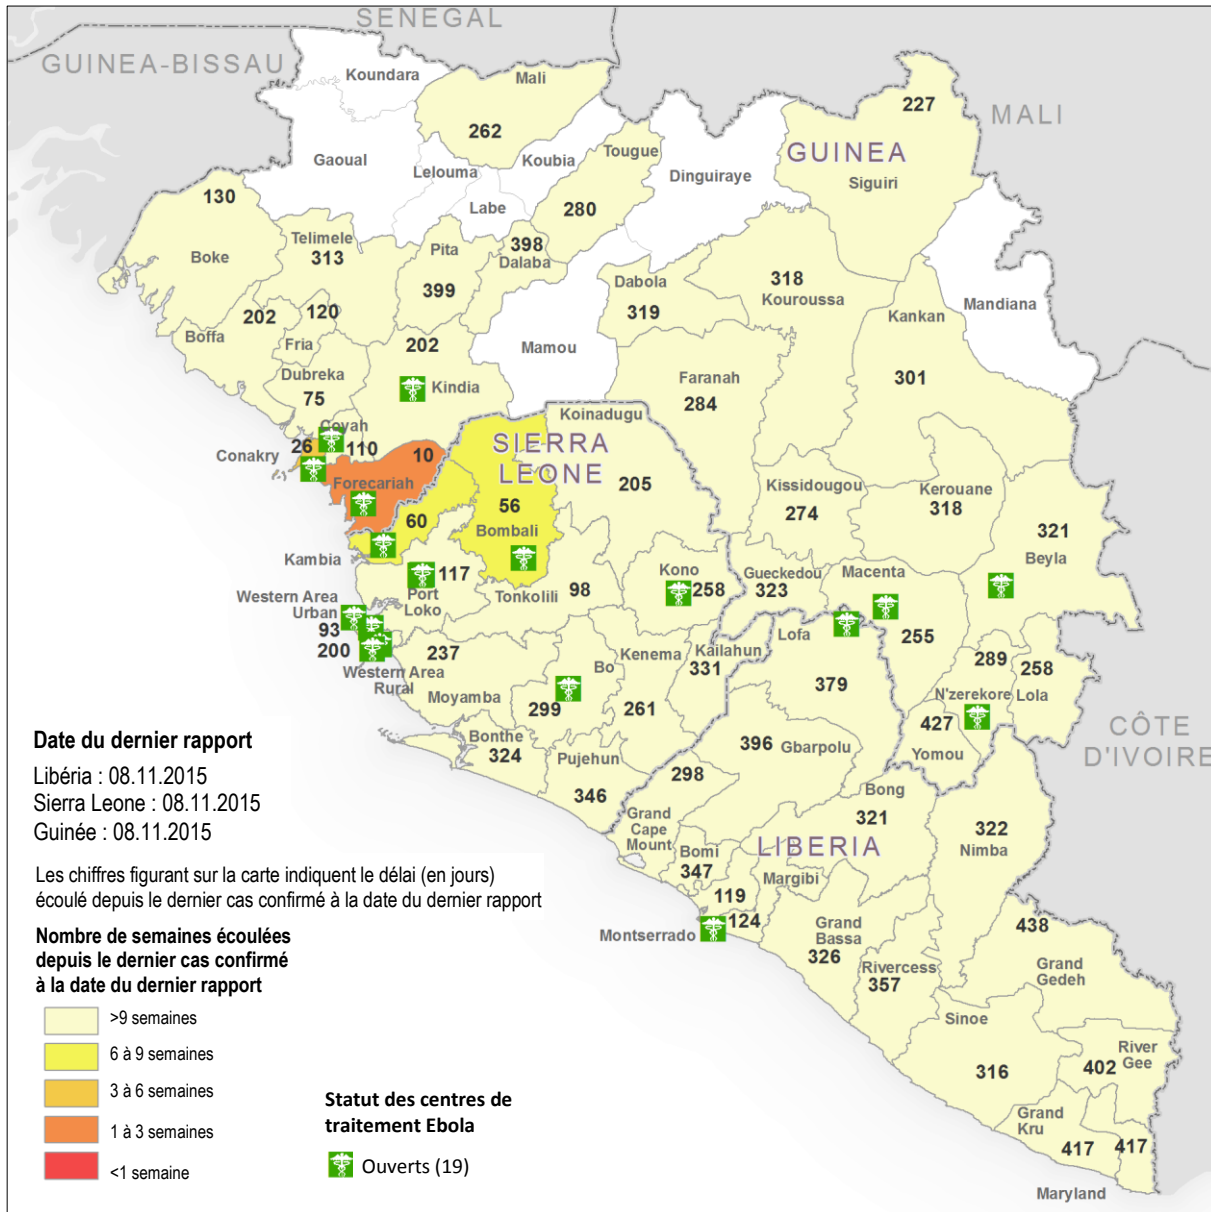 SENEGAL
GUINEA-BISSAU
Koundara
Mali
227
MALI
262
Gaoual
Lelouma
Koubia
Tougue
Dinguiraye
GUINEA
Siguiri
130
Labe
280
Boke
Telimele
313
Pita
398
Dalaba
399
Dabola
319
318
Kouroussa
Mandiana
Kankan
202
120
Boffa
Fria
202
Mamou
Dubreka
75
Kindia
Faranah
284
301
Koinadugu
Coyah
26
110
Conakry
10
Forecariah
SIERRA
LEONE
205
Kissidougou
274
Kerouane
318
321
Beyla
60
56
Bombali
Kambia
117
Port
Loko
Tonkolili
98
Kono
258
Gueckedou
323
Macenta
255
Western Area
Urban
93
200
Western Area
Rural
237
Moyamba
Bo
299
Kenema
261
Kailahun
331
Lofa
379
289
N'zerekore
258
Lola
427
Yomou
CÔTE
D'IVOIRE
Bonthe
324
Pujehun
346
396
Gbarpolu
298
Grand
Cape
Mount
Bong
321
322
Nimba
Bomi
347
LIBERIA
Margibi
119
124
Montserrado
Grand
Bassa
326
Rivercess
357
438
Grand
Gedeh
Sinoe
316
River
Gee
402
Grand
Kru
417
417
Maryland
Date du dernier rapport
Libéria : 08.11.2015
Sierra Leone : 08.11.2015
Guinée : 08.11.2015
Les chiffres figurant sur la carte indiquent le délai (en jours)
écoulé depuis le dernier cas confirmé à la date du dernier rapport
Nombre de semaines écoulées
depuis le dernier cas confirmé
à la date du dernier rapport
>9 semaines
6 à 9 semaines
3 à 6 semaines
1 à 3 semaines
<1 semaine
Statut des centres de
traitement Ebola
Ouverts (19)